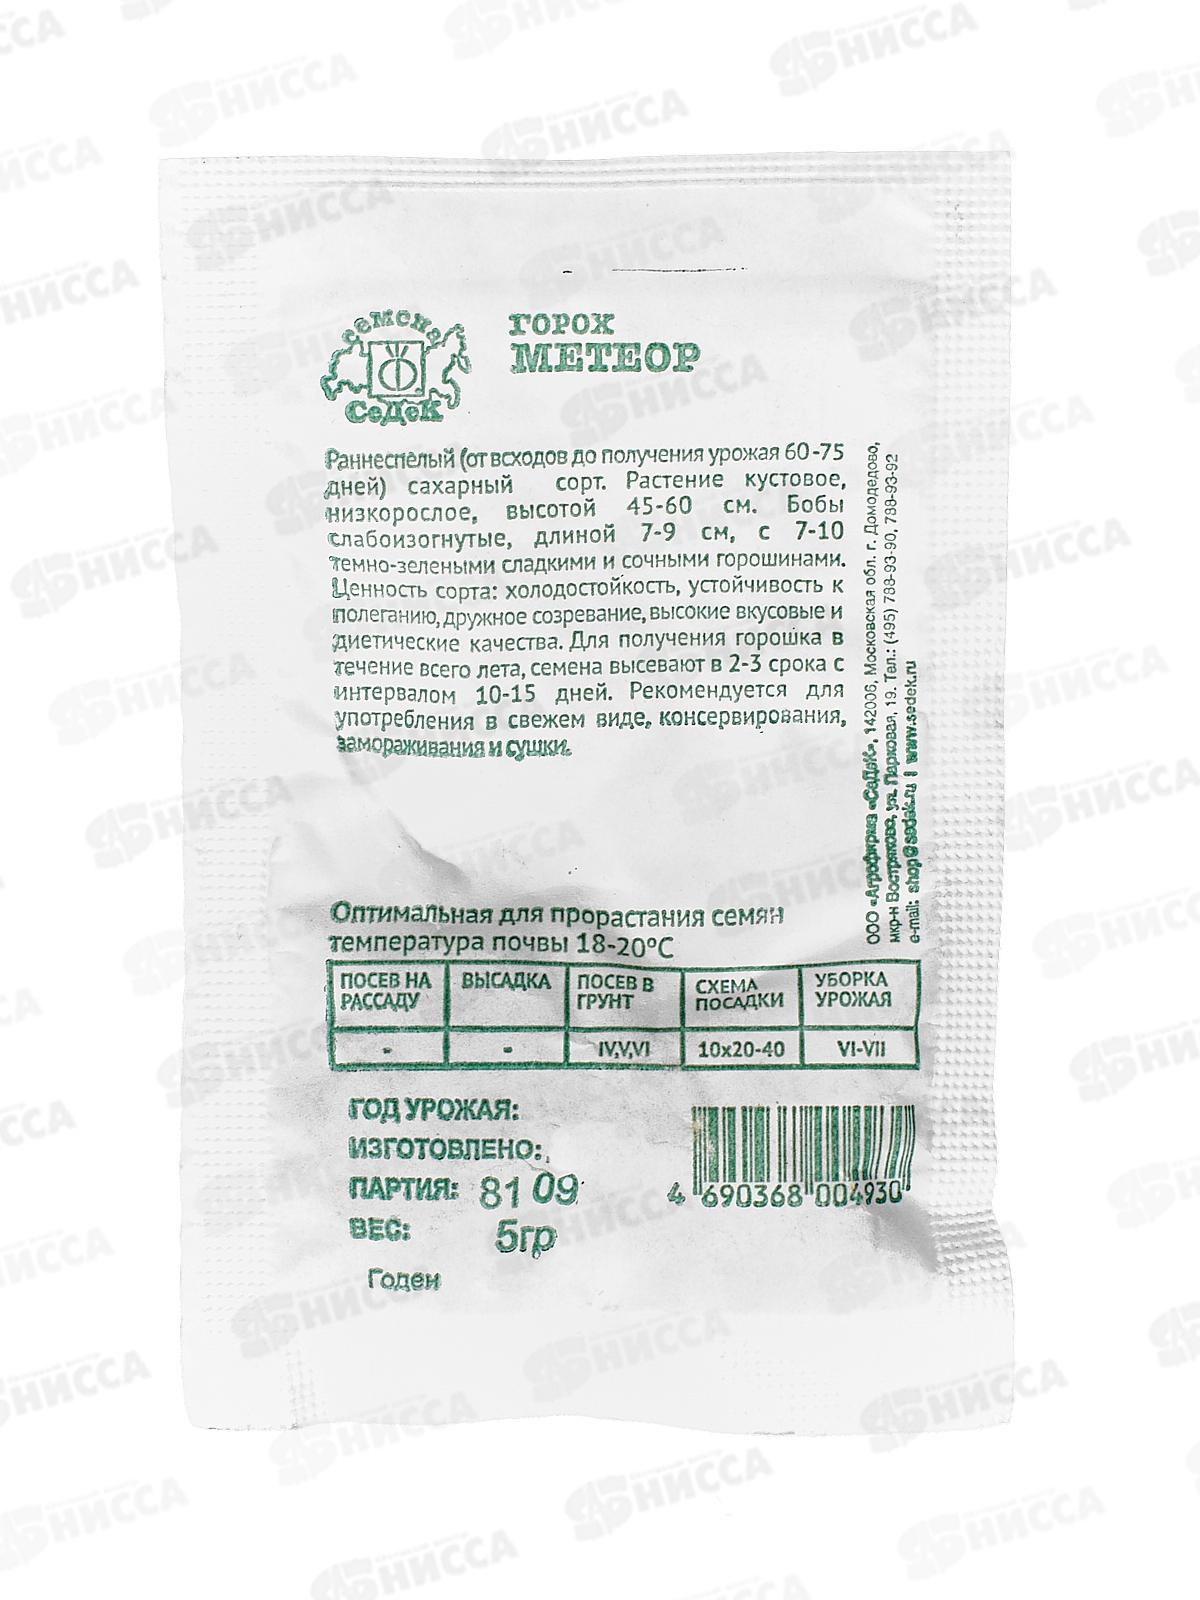 семена
СеДеК
ГОРОХ
МЕТЕОР
Раннеспелый (от всходов до получения урожая 60-75
дней) сахарный сорт. Растение кустовое,
низкорослое, высотой 45-60 см. Бобы
слабоизогнутые, длиной 7-9 см, с 7-10
темно-зелеными сладкими и сочными горошинами.
Ценность сорта: холодостойкость, устойчивость к
полеганию, дружное созревание, высокие вкусовые и
диетические качества. Для получения горошка в
течение всего лета, семена высевают в 2-3 срока с
интервалом 10-15 дней. Рекомендуется для
употребления в свежем виде, консервирования,
замораживания и сушки.
ООО «Агрофирма «СеДеК», 142006, Московская обл. г. Домодедово,
мкр-н Востряково, ул. Парковая, 19. Тел.: (495) 788-93-90, 788-93-92
e-mail: shop@sedek.ru | www.sedek.ru
Оптимальная для прорастания семян
температура почвы 18-20°С
ПОСЕВ НА РАССАДУ ВЫСАДКА ПОСЕВ В ГРУНТ СХЕМА ПОСАДКИ УБОРКА УРОЖАЯ
- - IV,V,VI 10х20-40 VI-VII
ГОД УРОЖАЯ:
ИЗГОТОВЛЕНО:
ПАРТИЯ: 81 09
ВЕС: 5гр
Годен
4 690368 004930
НИССА